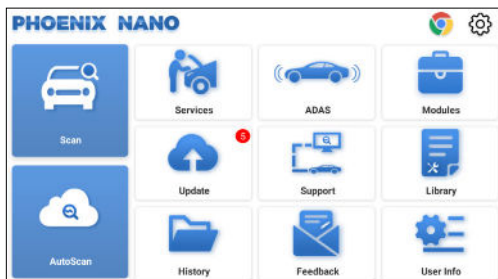 PHOENIX NANO
Scan
Services
ADAS
Modules
5
Update
Support
Library
AutoScan
History
Feedback
User Info